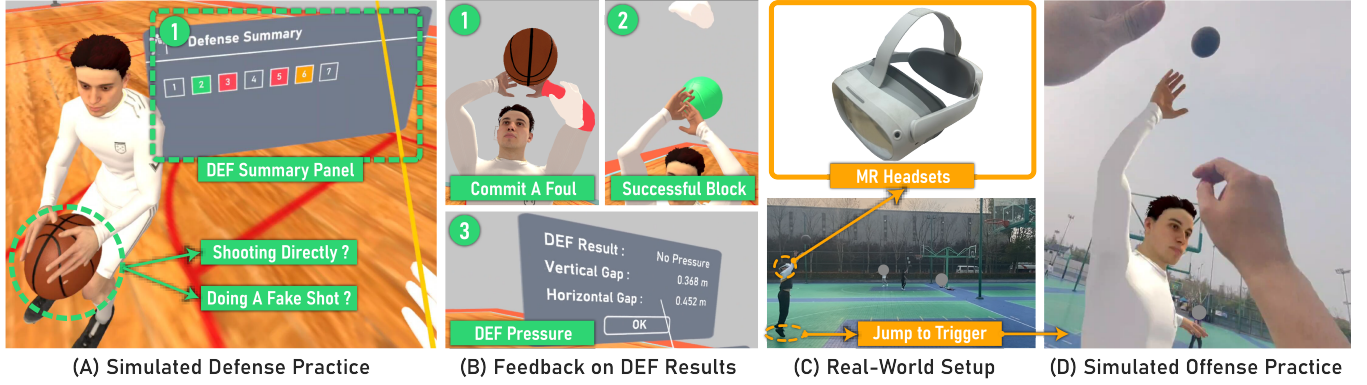 1
Defense Summary
1 2 3 4 5 6 7
DEF Summary Panel
Shooting Directly ?
Doing A Fake Shot ?
(A) Simulated Defense Practice
1
Commit A Foul
2
Successful Block
3
DEF Result : No Pressure
Vertical Gap : 0.368 m
Horizontal Gap : 0.452 m
OK
DEF Pressure
(B) Feedback on DEF Results
MR Headsets
Jump to Trigger
(C) Real-World Setup
(D) Simulated Offense Practice